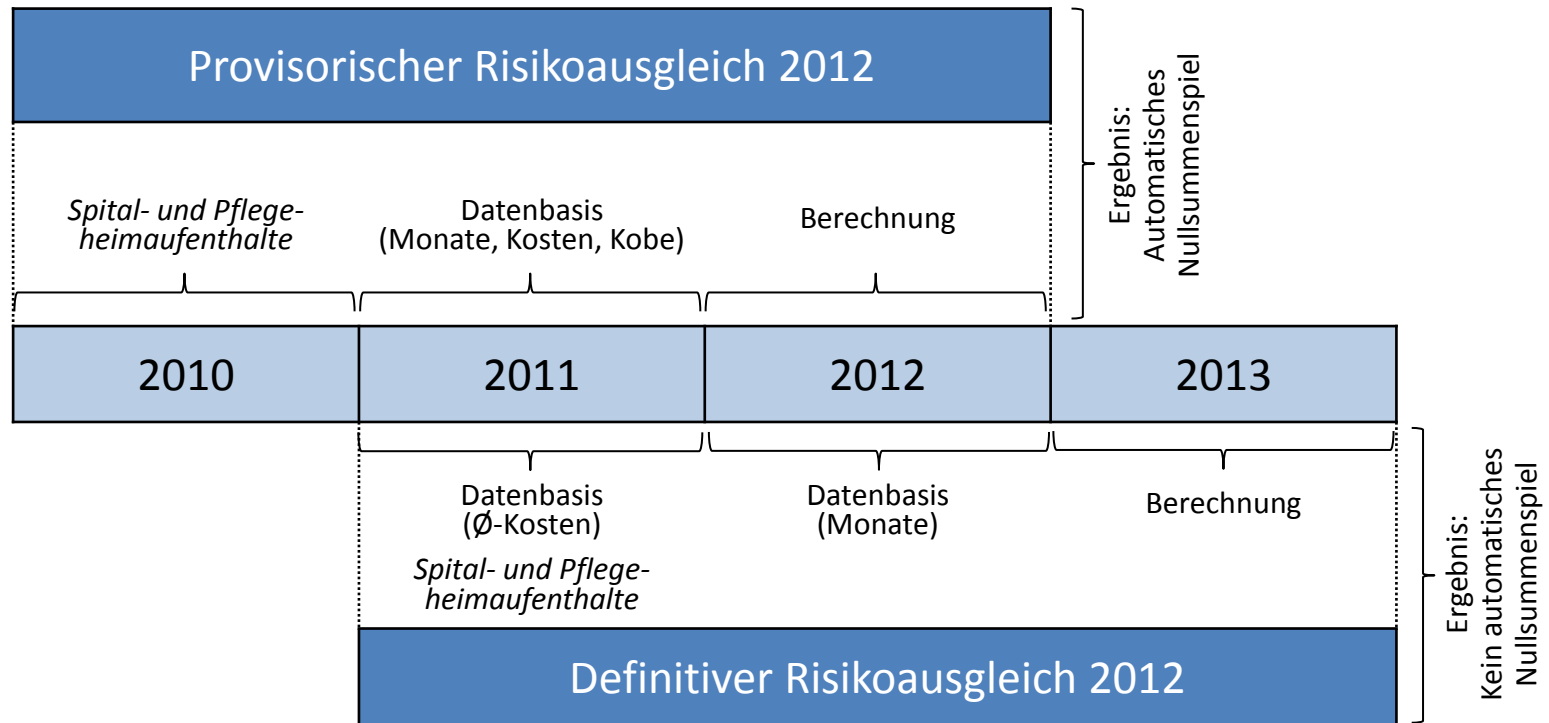 Provisorischer Risikoausgleich 2012
Ergebnis:
Automatisches
Nullsummenspiel
Spital- und Pflege-
heimaufenthalte
Datenbasis
(Monate, Kosten, Kobe)
Berechnung
2010
2011
2012
2013
Datenbasis
(Ø-Kosten)
Spital- und Pflege-
heimaufenthalte
Datenbasis
(Monate)
Berechnung
Ergebnis:
Kein automatisches
Nullsummenspiel
Definitiver Risikoausgleich 2012